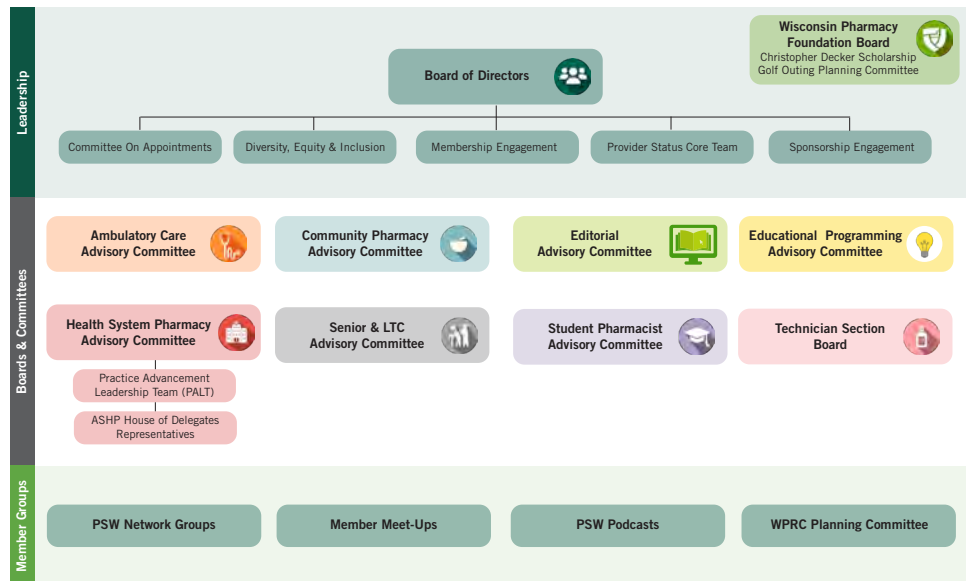 Leadership
Wisconsin Pharmacy
Foundation Board
Christopher Decker Scholarship
Golf Outing Planning Committee
Board of Directors
Committee On Appointments
Diversity, Equity & Inclusion
Membership Engagement
Provider Status Core Team
Sponsorship Engagement
Boards & Committees
Ambulatory Care
Advisory Committee
Community Pharmacy
Advisory Committee
Editorial
Advisory Committee
Educational Programming
Advisory Committee
Health System Pharmacy
Advisory Committee
Senior & LTC
Advisory Committee
Student Pharmacist
Advisory Committee
Technician Section
Board
Practice Advancement
Leadership Team (PALT)
ASHP House of Delegates
Representatives
Member Groups
PSW Network Groups
Member Meet-Ups
PSW Podcasts
WPRC Planning Committee